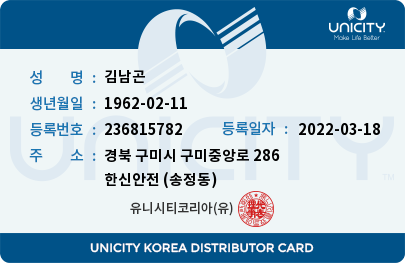 UNICITY
Make Life Better
성 명 : 김남곤
생년월일 : 1962-02-11
등록번호 : 236815782 등록일자 : 2022-03-18
주 소 : 경북 구미시 구미중앙로 286
한신안전 (송정동)
유니시티코리아(유)
UNICITY
UNICITY KOREA DISTRIBUTOR CARD